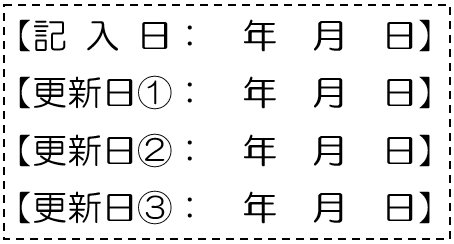 【記 入 日：　年　月　日】
【更新日①：　年　月　日】
【更新日②：　年　月　日】
【更新日③：　年　月　日】